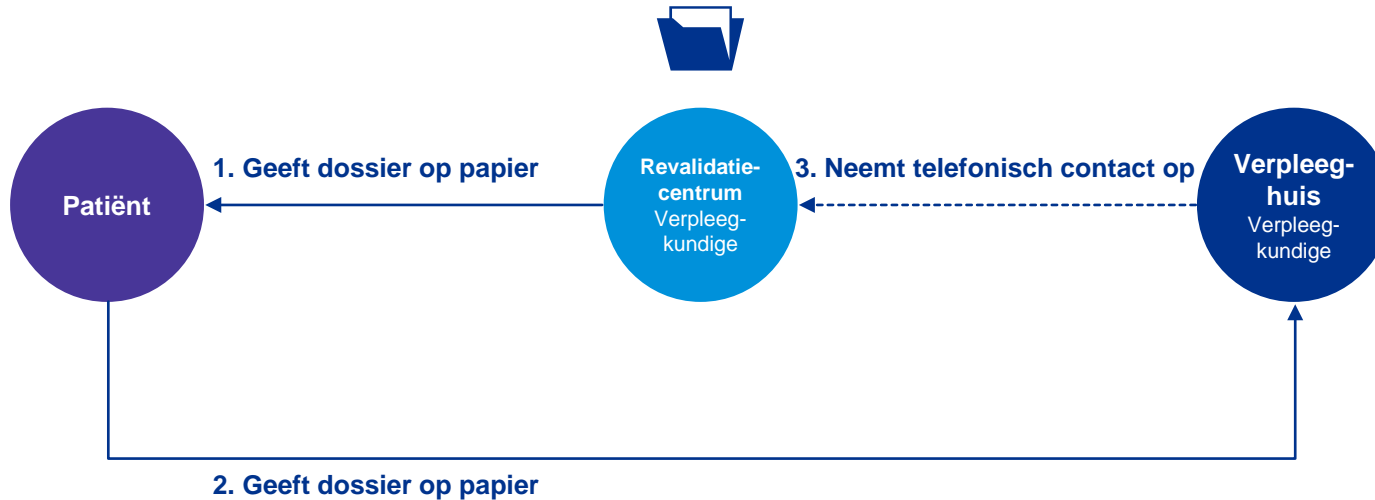 1. Geeft dossier op papier
Patiënt
Revalidatie-
centrum
Verpleeg-
kundige
3. Neemt telefonisch contact op
Verpleeg-
huis
Verpleeg-
kundige
2. Geeft dossier op papier